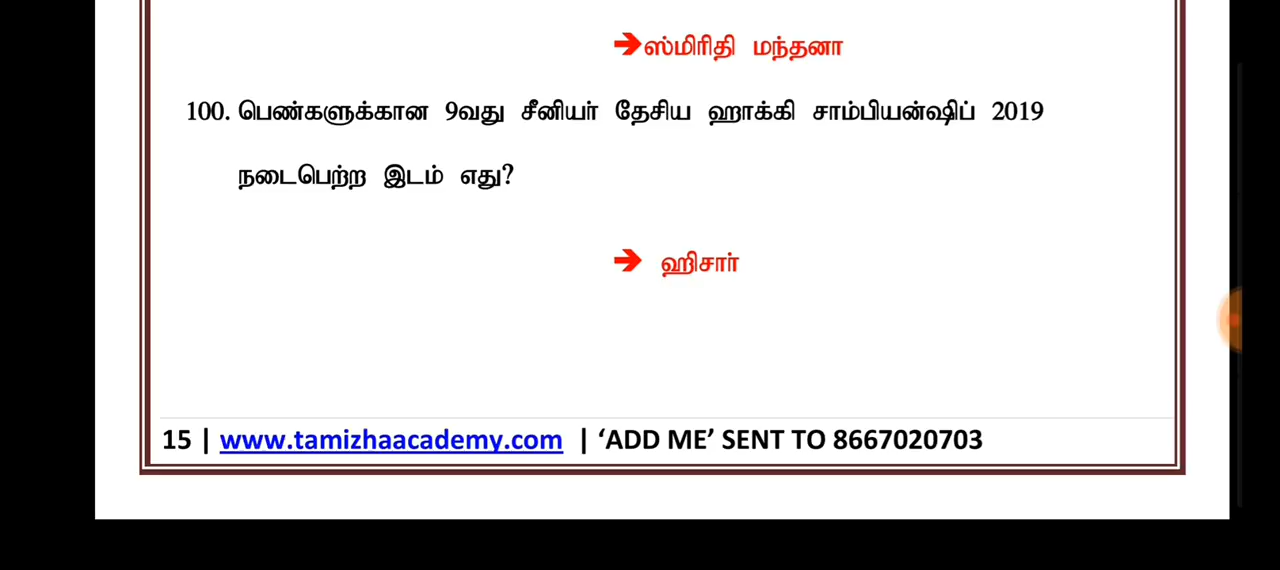 ➔ஸ்மிரிதி மந்தனா
100. பெண்களுக்கான 9வது சீனியர் தேசிய ஹாக்கி சாம்பியன்ஷிப் 2019
நடைபெற்ற இடம் எது?
➔ ஹிசார்
15 | www.tamizhaacademy.com | ‘ADD ME’ SENT TO 8667020703